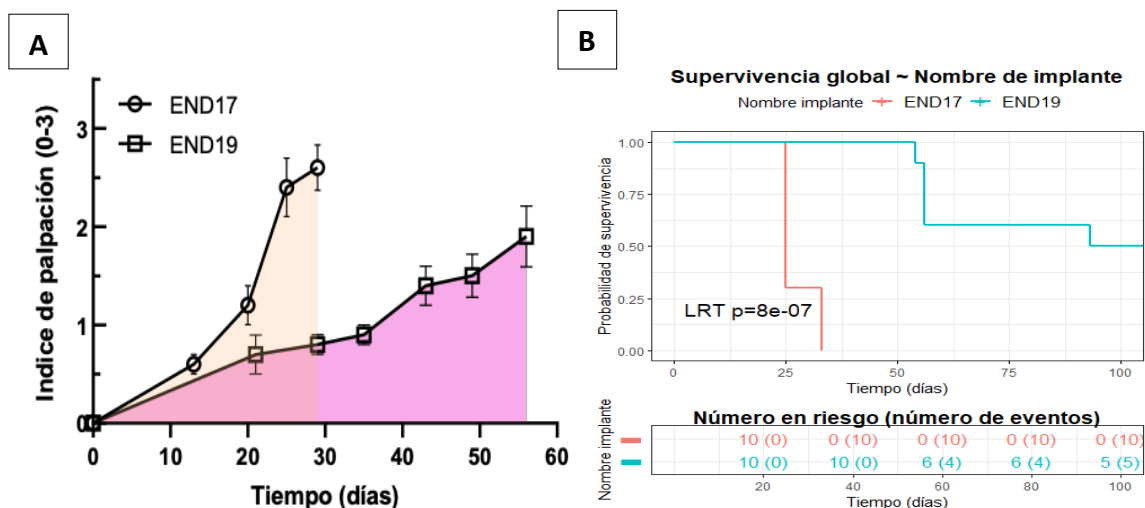 A
END17
END19
Indice de palpación (0-3)
3
2
1
0
0 10 20 30 40 50 60
Tiempo (días)
B
Supervivencia global ~ Nombre de implante
Nombre implante END17 END19
Probabilidad de supervivencia
1.00
0.75
0.50
0.25
0.00
LRT p=8e-07
0 25 50 75 100
Tiempo (días)
Número en riesgo (número de eventos)
Nombre implante
10 (0) 0 (10) 0 (10) 0 (10) 0 (10)
10 (0) 10 (0) 6 (4) 6 (4) 5 (5)
20 40 60 80 100
Tiempo (días)